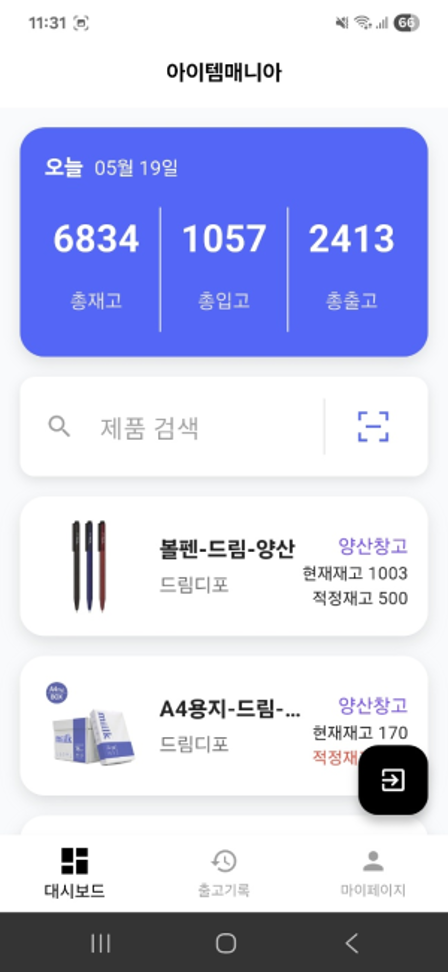 11:31
66
아이템매니아
오늘 05월 19일
6834 1057 2413
총재고 총입고 총출고
제품 검색
볼펜-드림-양산
드림디포
양산창고
현재재고 1003
적정재고 500
A4용지-드림-...
드림디포
양산창고
현재재고 170
적정재
milk
대시보드 출고기록 마이페이지